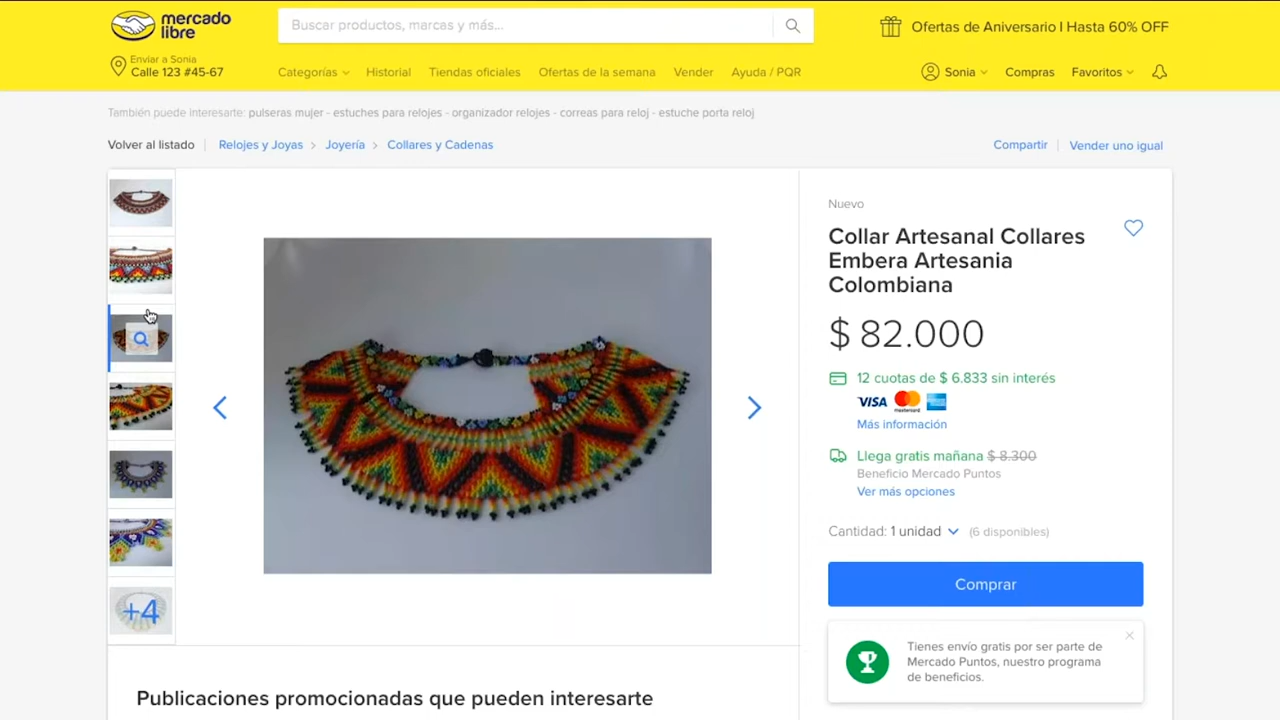 mercado
libre
Buscar productos, marcas y más...
Ofertas de Aniversario I Hasta 60% OFF
Enviar a Sonia
Calle 123 #45-67
Categorías Historial Tiendas oficiales Ofertas de la semana Vender Ayuda / PQR
Sonia Compras Favoritos
También puede interesarte: pulseras mujer - estuches para relojes - organizador relojes - correas para reloj - estuche porta reloj
Volver al listado Relojes y Joyas > Joyería > Collares y Cadenas
Compartir Vender uno igual
Nuevo
Collar Artesanal Collares
Embera Artesania
Colombiana
$ 82.000
12 cuotas de $ 6.833 sin interés
VISA mastercard
Más información
Llega gratis mañana $ 8.300
Beneficio Mercado Puntos
Ver más opciones
Cantidad: 1 unidad (6 disponibles)
Comprar
+4
Tienes envío gratis por ser parte de
Mercado Puntos, nuestro programa
de beneficios.
Publicaciones promocionadas que pueden interesarte